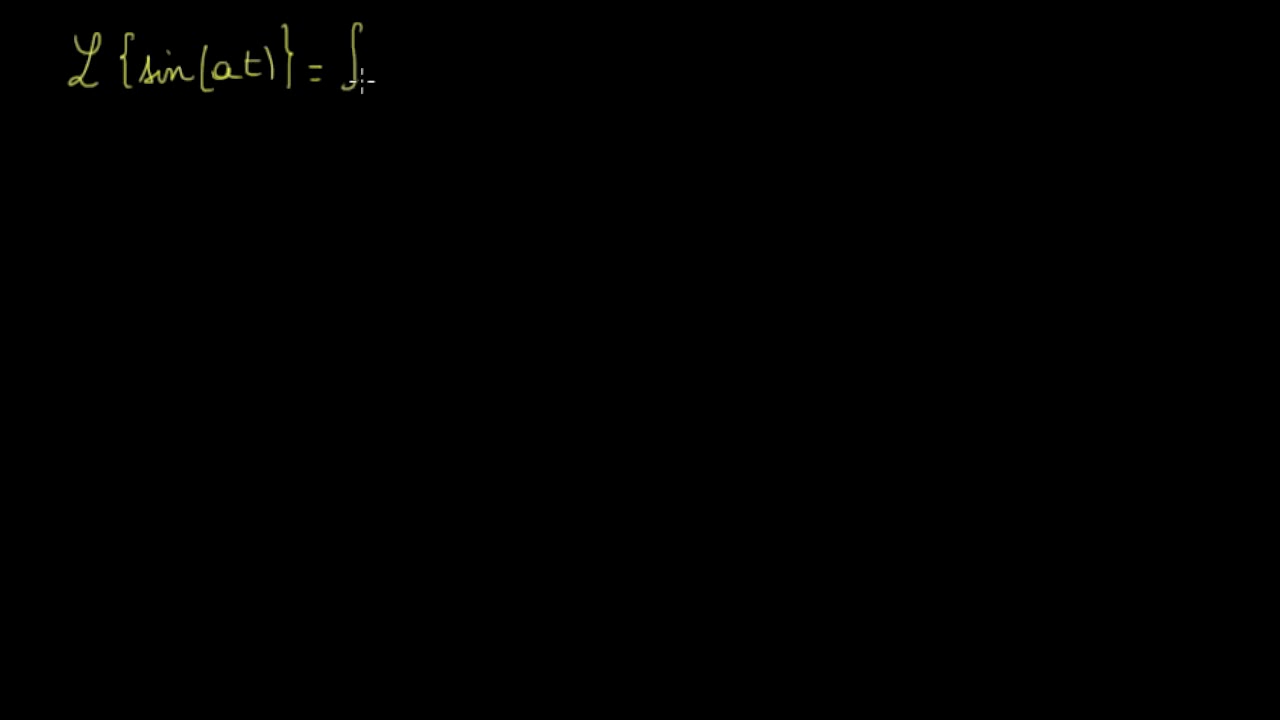 ℒ{sin(at)} = ∫